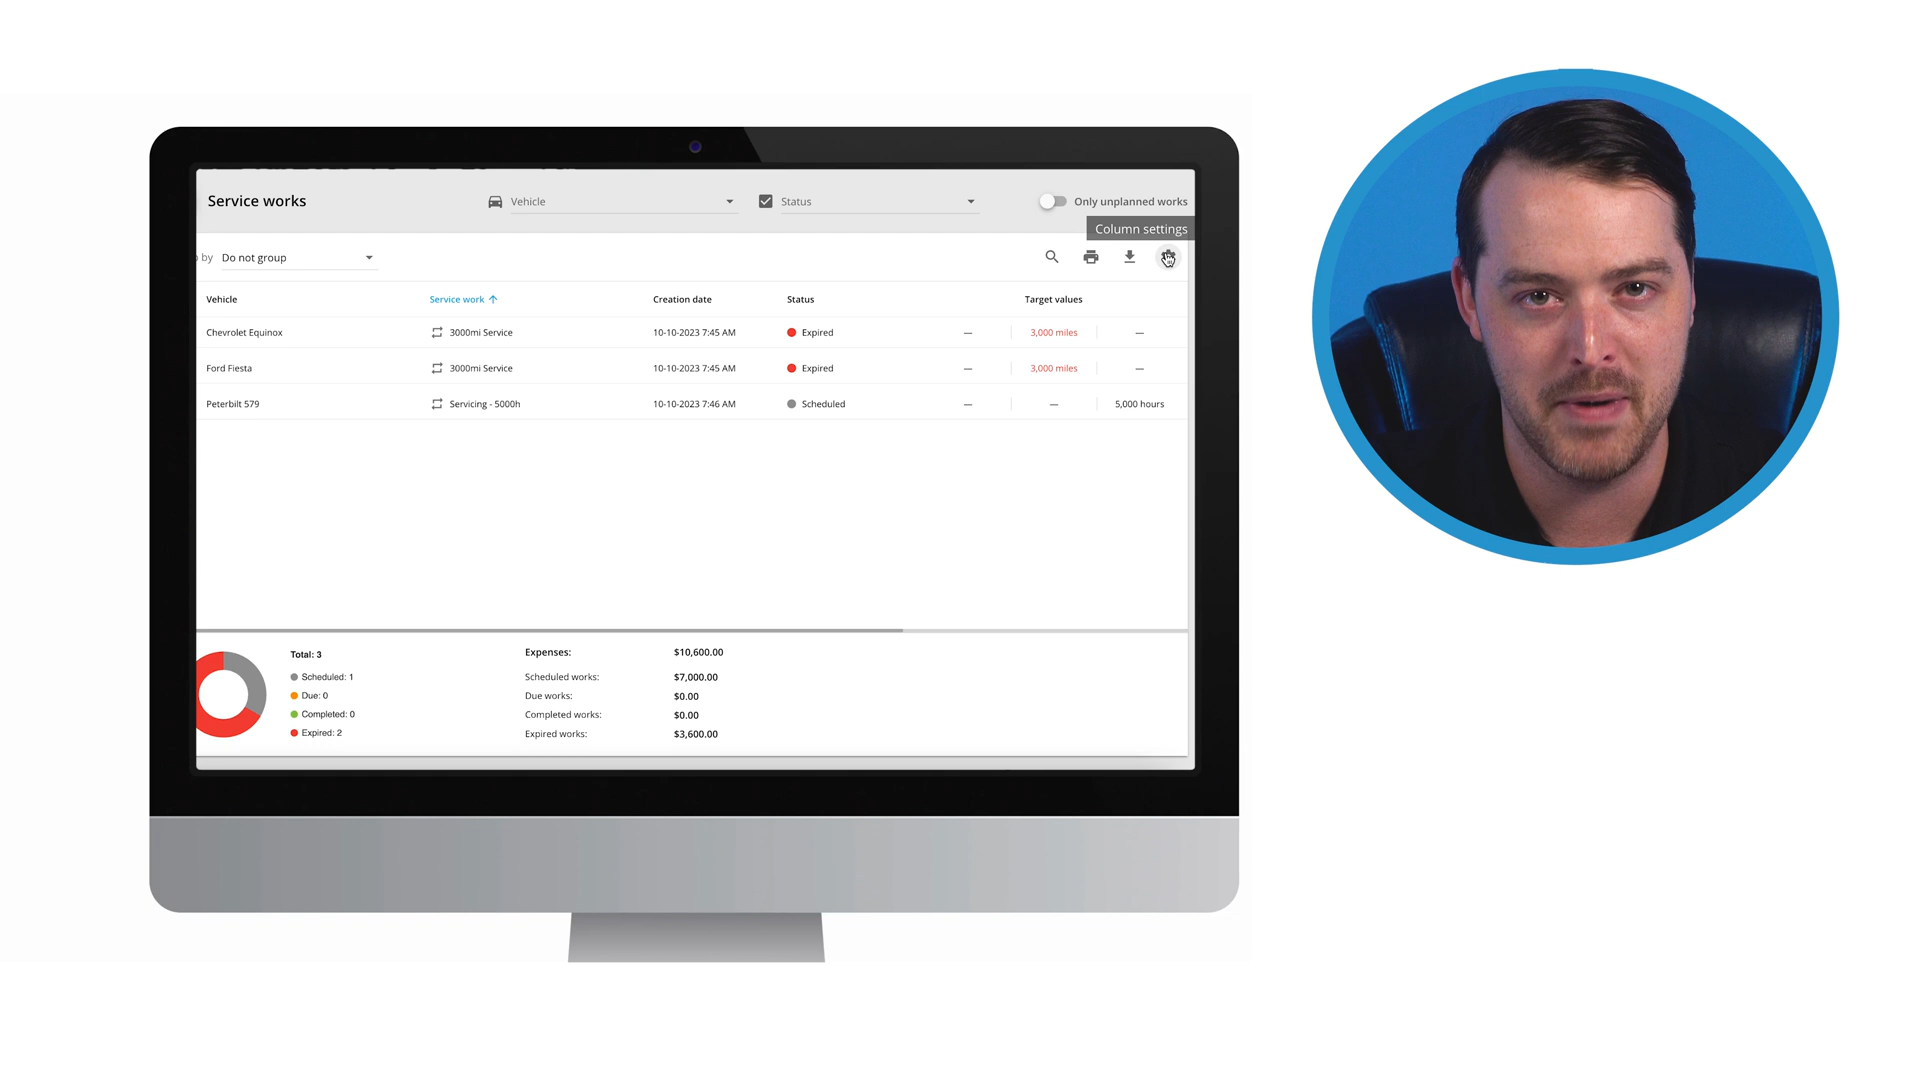 Service works
Vehicle
Status
Only unplanned works
Column settings
by
Do not group
Vehicle Service work Creation date Status Target values
Chevrolet Equinox 3000mi Service 10-10-2023 7:45 AM Expired — 3,000 miles —
Ford Fiesta 3000mi Service 10-10-2023 7:45 AM Expired — 3,000 miles —
Peterbilt 579 Servicing - 5000h 10-10-2023 7:46 AM Scheduled — — 5,000 hours
Total: 3
Scheduled: 1
Due: 0
Completed: 0
Expired: 2
Expenses: $10,600.00
Scheduled works: $7,000.00
Due works: $0.00
Completed works: $0.00
Expired works: $3,600.00